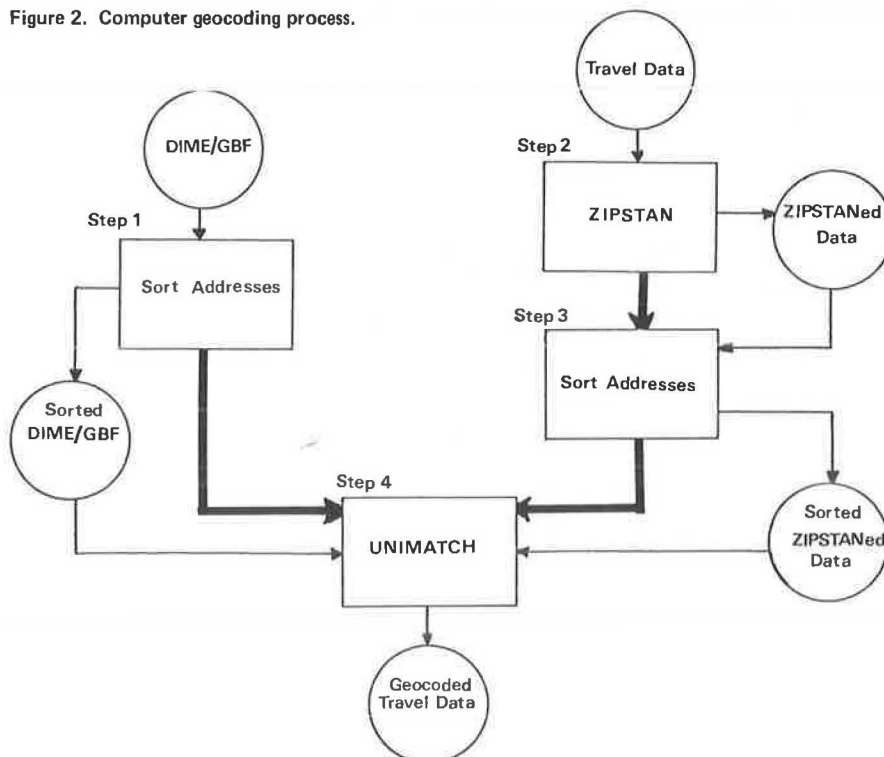 Figure 2. Computer geocoding process.
Travel Data
DIME/GBF
Step 2
ZIPSTAN
ZIPSTANed
Data
Step 1
Sort Addresses
Step 3
Sort Addresses
Sorted
DIME/GBF
Step 4
UNIMATCH
Sorted
ZIPSTANed
Data
Geocoded
Travel Data